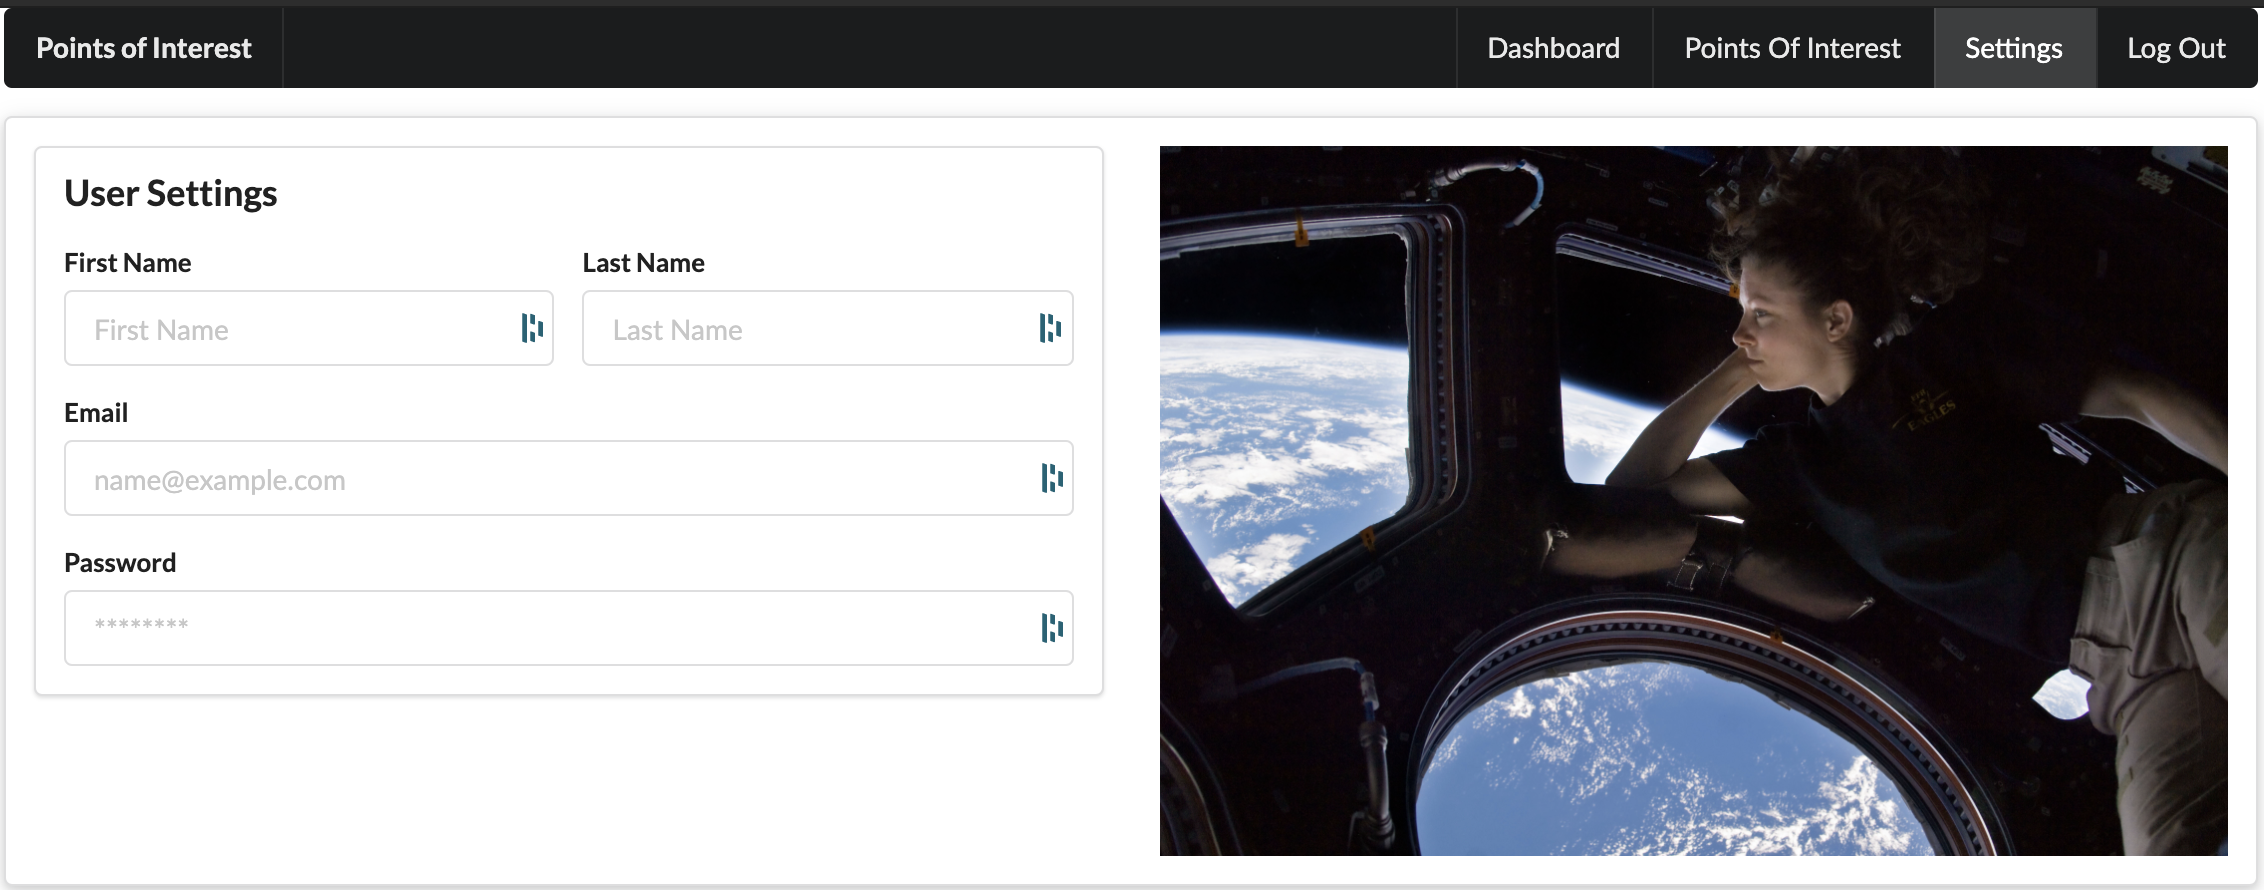 Points of Interest
Dashboard
Points Of Interest
Settings
Log Out
User Settings
First Name
Last Name
First Name
Last Name
Email
name@example.com
Password
********
EAGLES